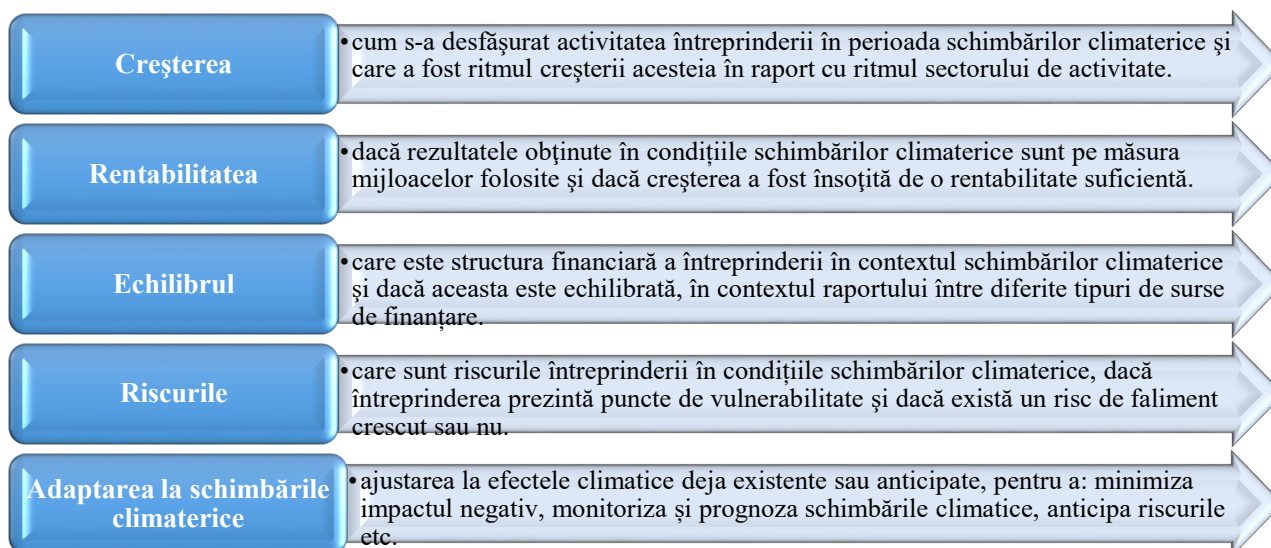 Creşterea
•cum s-a desfăşurat activitatea întreprinderii în perioada schimbărilor climaterice şi
care a fost ritmul creşterii acesteia în raport cu ritmul sectorului de activitate.
Rentabilitatea
•dacă rezultatele obţinute în condițiile schimbărilor climaterice sunt pe măsura
mijloacelor folosite şi dacă creşterea a fost însoţită de o rentabilitate suficientă.
Echilibrul
•care este structura financiară a întreprinderii în contextul schimbărilor climaterice
şi dacă aceasta este echilibrată, în contextul raportului între diferite tipuri de surse
de finanțare.
Riscurile
•care sunt riscurile întreprinderii în condițiile schimbărilor climaterice, dacă
întreprinderea prezintă puncte de vulnerabilitate şi dacă există un risc de faliment
crescut sau nu.
Adaptarea la schimbările
climaterice
•ajustarea la efectele climatice deja existente sau anticipate, pentru a: minimiza
impactul negativ, monitoriza și prognoza schimbările climatice, anticipa riscurile
etc.